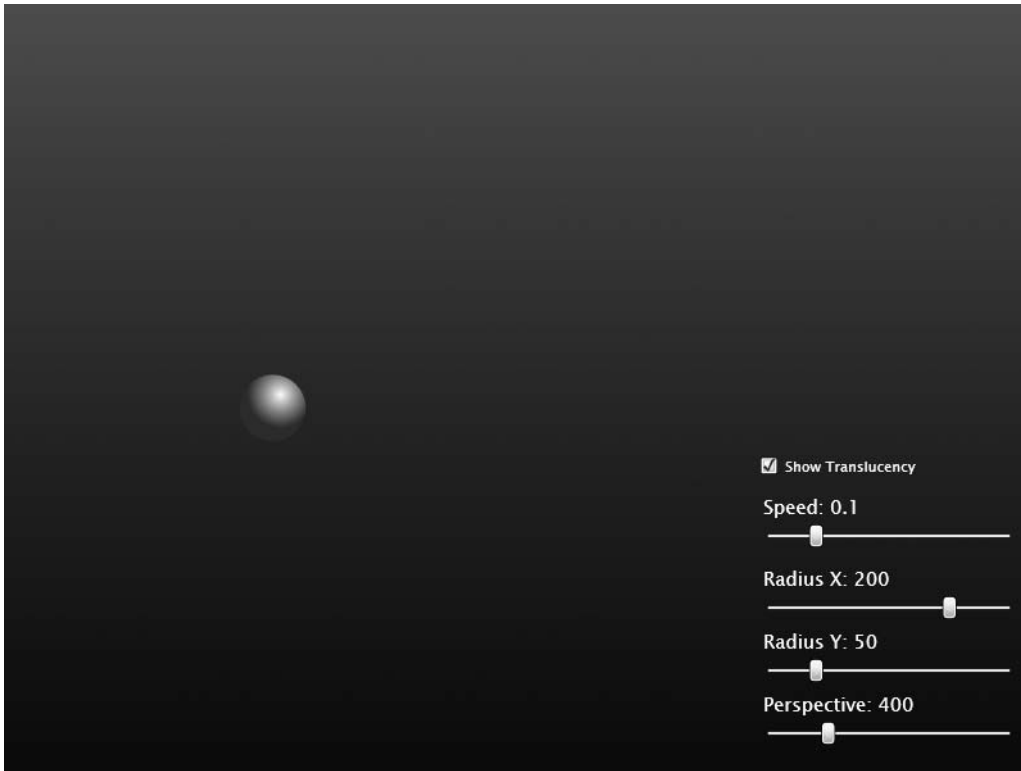 Show Translucency
Speed: 0.1
Radius X: 200
Radius Y: 50
Perspective: 400